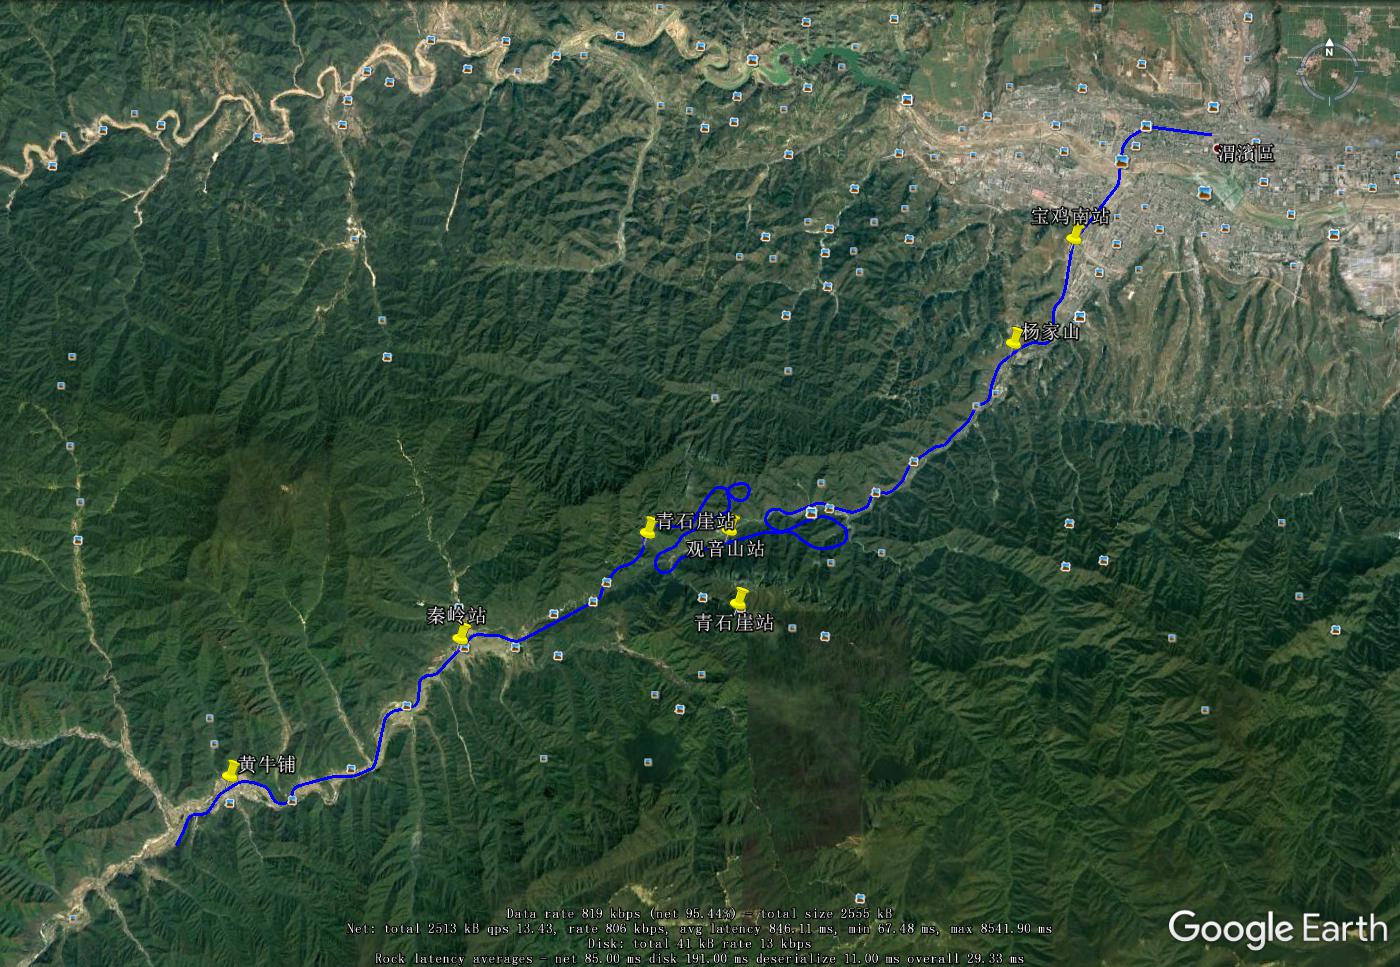 N
渭濱區
宝鸡南站
杨家山
青石崖站
观音山站
青石崖站
秦岭站
黄牛铺
Data rate 819 kbps (net 95.44%) - total size 2555 kB
Net: total 2513 kB qps 13.43, rate 806 kbps, avg latency 846.11 ms, min 67.48 ms, max 8541.90 ms
Disk: total 41 kB rate 13 kbps
Rock latency averages - net 85.00 ms disk 191.00 ms deserialize 11.00 ms overall 29.33 ms
Google Earth